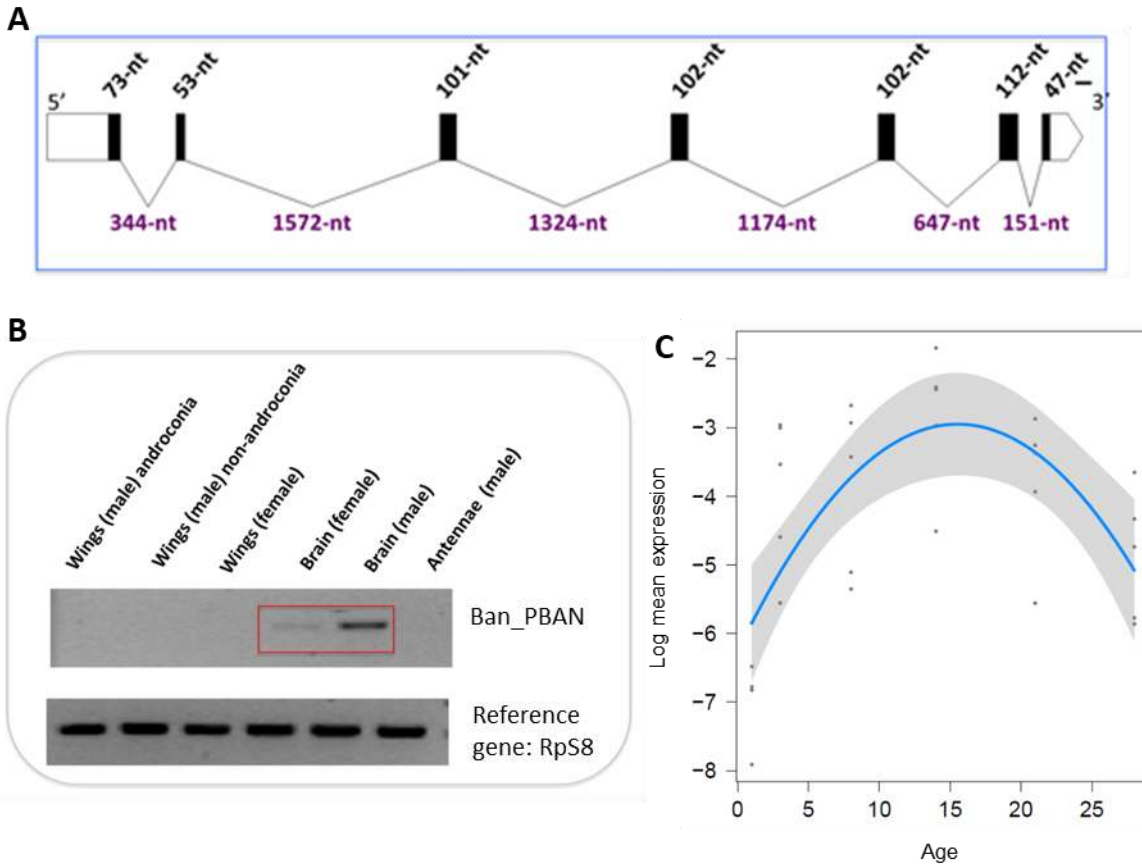 A
5′
73-nt
53-nt
101-nt
102-nt
102-nt
112-nt
47-nt
3′
344-nt
1572-nt
1324-nt
1174-nt
647-nt
151-nt
B
Wings (male) androconia
Wings (male) non-androconia
Wings (female)
Brain (female)
Brain (male)
Antennae (male)
Ban_PBAN
Reference
gene: RpS8
C
Log mean expression
−2
−3
−4
−5
−6
−7
−8
0
5
10
15
20
25
Age